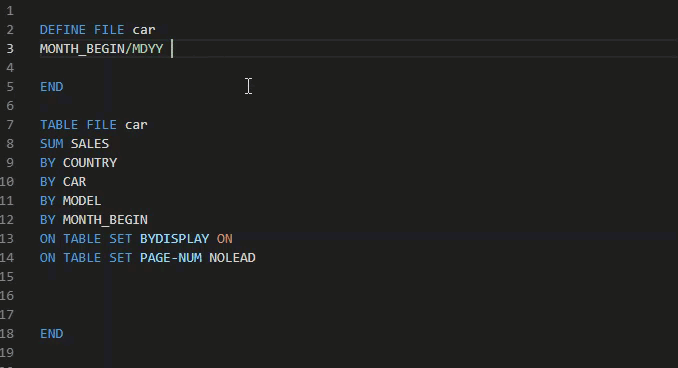 1
2 DEFINE FILE car
3 MONTH_BEGIN/MDYY
4
5 END
6
7 TABLE FILE car
8 SUM SALES
9 BY COUNTRY
10 BY CAR
11 BY MODEL
12 BY MONTH_BEGIN
13 ON TABLE SET BYDISPLAY ON
14 ON TABLE SET PAGE-NUM NOLEAD
15
16
17
18 END
19